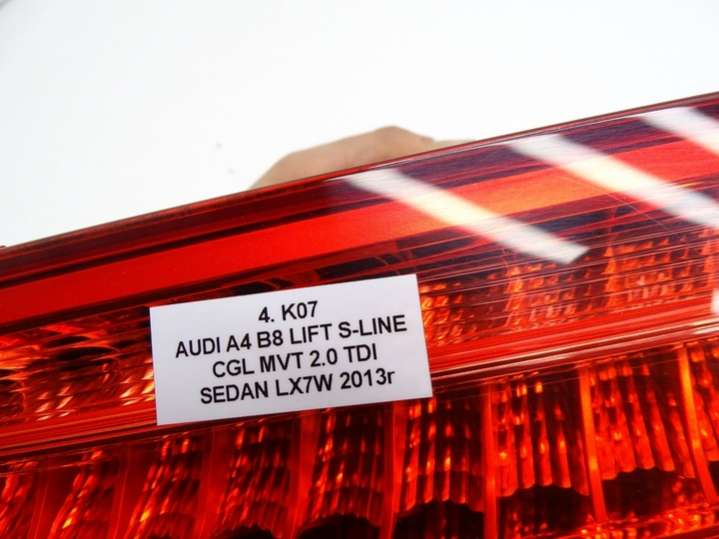 4. K07
AUDI A4 B8 LIFT S-LINE
CGL MVT 2.0 TDI
SEDAN LX7W 2013r